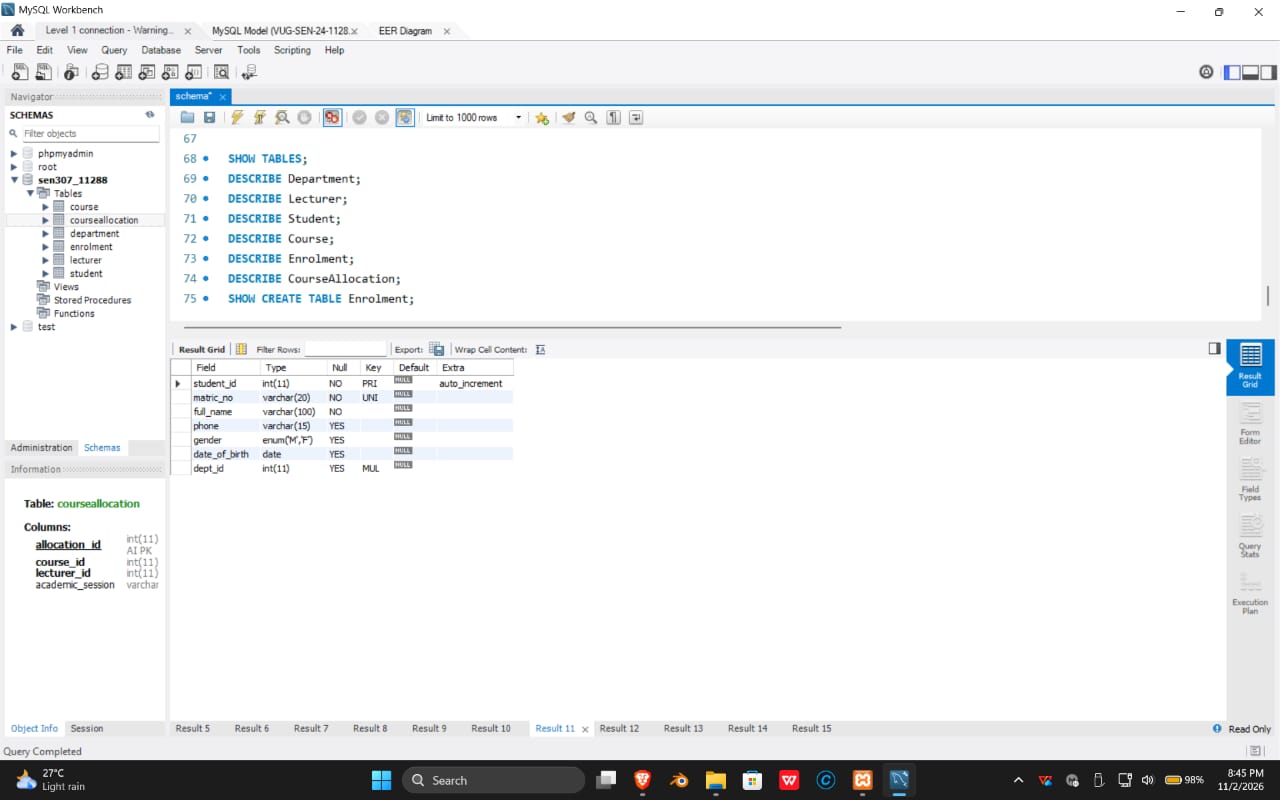 MySQL Workbench
Level 1 connection - Warning... × MySQL Model (VUG-SEN-24-1128.× EER Diagram ×
File Edit View Query Database Server Tools Scripting Help
Navigator
SCHEMAS
Filter objects
phpmyadmin
root
sen307_11288
Tables
course
courseallocation
department
enrolment
lecturer
student
Views
Stored Procedures
Functions
test
Administration Schemas
Information
Table: courseallocation
Columns:
allocation_id int(11)
AI PK
course_id int(11)
lecturer_id int(11)
academic_session varchar
Object Info Session
schema* ×
Limit to 1000 rows
67
68 SHOW TABLES;
69 DESCRIBE Department;
70 DESCRIBE Lecturer;
71 DESCRIBE Student;
72 DESCRIBE Course;
73 DESCRIBE Enrolment;
74 DESCRIBE CourseAllocation;
75 SHOW CREATE TABLE Enrolment;
Result Grid Filter Rows: Export: Wrap Cell Content:
Field Type Null Key Default Extra
student_id int(11) NO PRI NULL auto_increment
matric_no varchar(20) NO UNI NULL
full_name varchar(100) NO NULL
phone varchar(15) YES NULL
gender enum('M','F') YES NULL
date_of_birth date YES NULL
dept_id int(11) YES MUL NULL
Result Grid
Form Editor
Field Types
Query Stats
Execution Plan
Result 5 Result 6 Result 7 Result 8 Result 9 Result 10 Result 11 × Result 12 Result 13 Result 14 Result 15 Read Only
Query Completed
27°C
Light rain
Search
98%
8:45 PM
11/2/2026